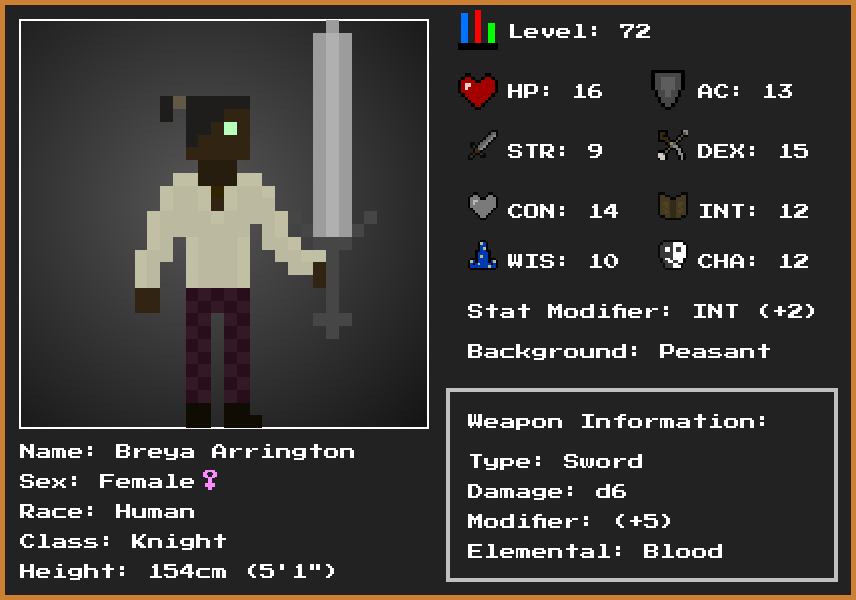 Level: 72
HP: 16
AC: 13
STR: 9
DEX: 15
CON: 14
INT: 12
WIS: 10
CHA: 12
Stat Modifier: INT (+2)
Background: Peasant
Weapon Information:
Type: Sword
Damage: d6
Modifier: (+5)
Elemental: Blood
Name: Breya Arrington
Sex: Female♀
Race: Human
Class: Knight
Height: 154cm (5'1")